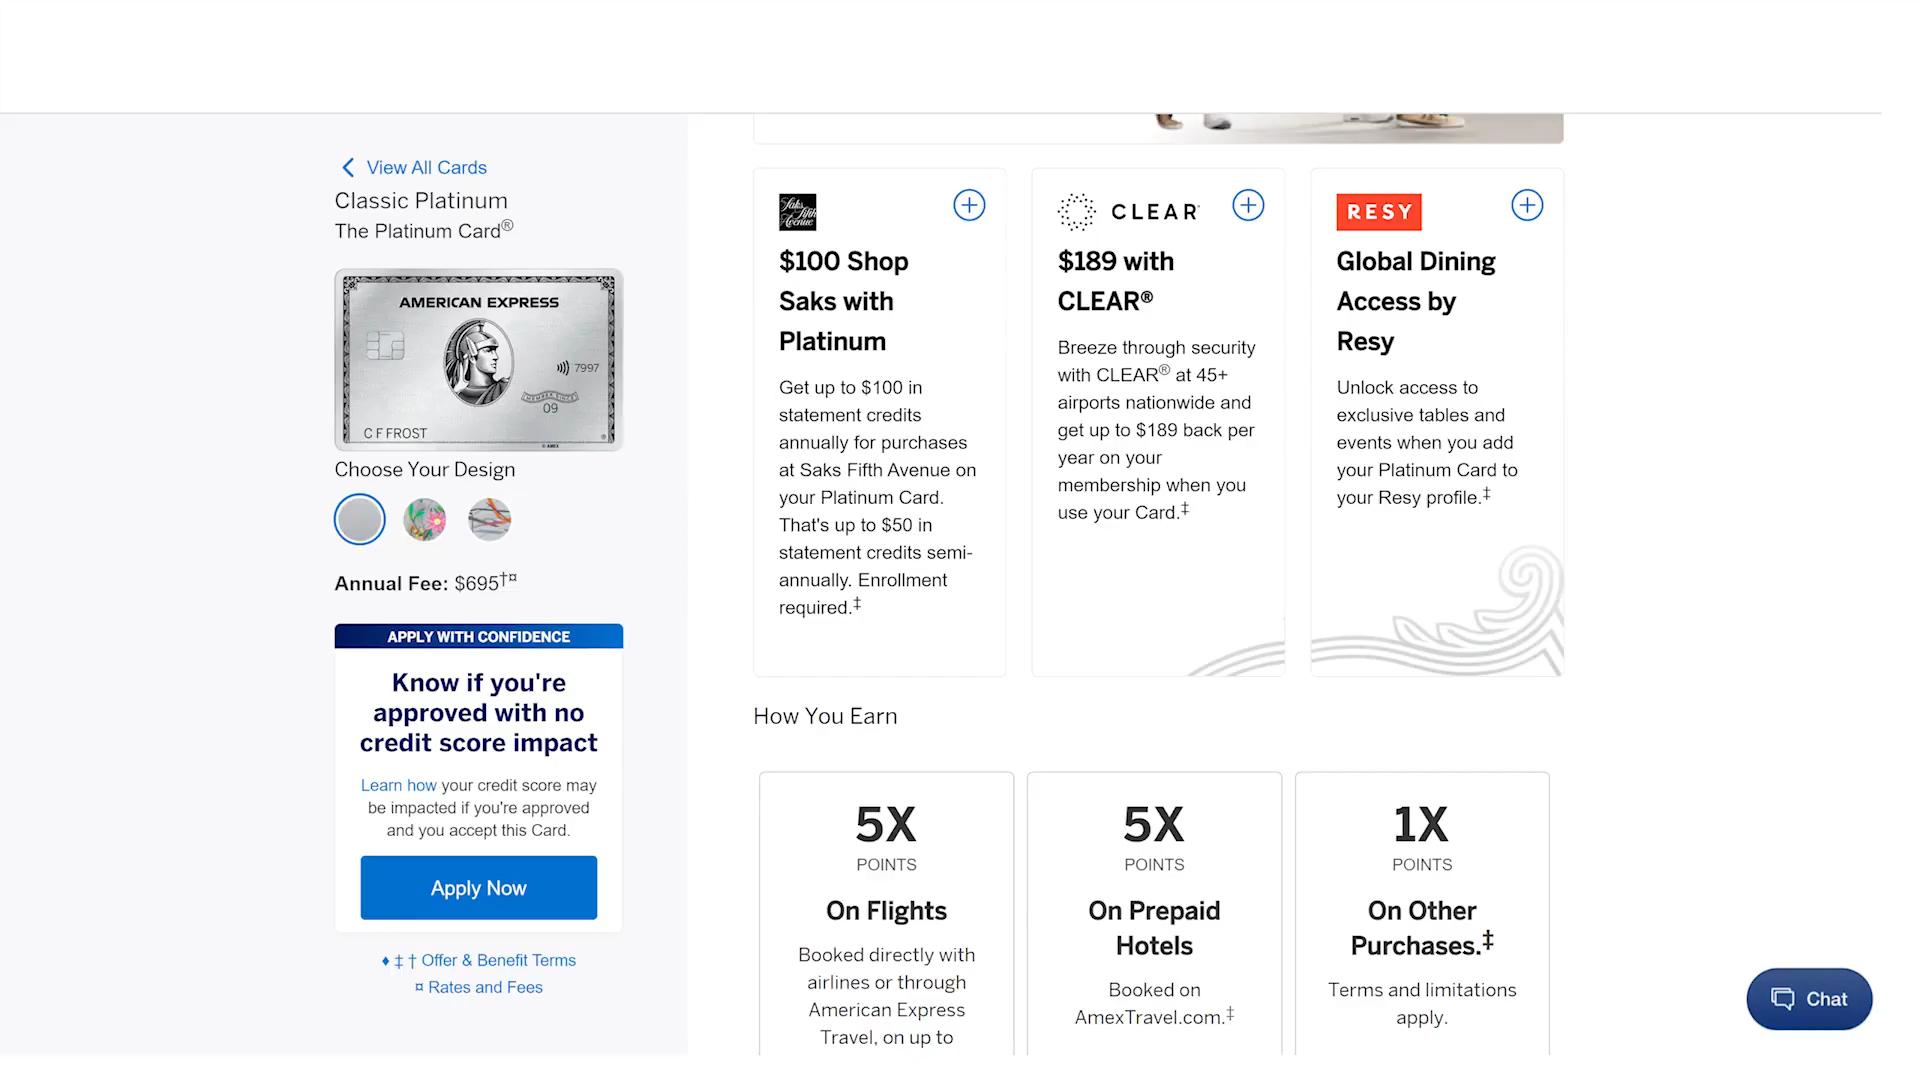 View All Cards
Classic Platinum
The Platinum Card®
AMERICAN EXPRESS
7997
MEMBER SINCE
09
C F FROST
© AMEX
Choose Your Design
Annual Fee: $695†¤
APPLY WITH CONFIDENCE
Know if you're
approved with no
credit score impact
Learn how your credit score may
be impacted if you're approved
and you accept this Card.
Apply Now
♦ ‡ † Offer & Benefit Terms
¤ Rates and Fees
Saks
Fifth
Avenue
$100 Shop
Saks with
Platinum
Get up to $100 in
statement credits
annually for purchases
at Saks Fifth Avenue on
your Platinum Card.
That's up to $50 in
statement credits semi-
annually. Enrollment
required.‡
CLEAR
$189 with
CLEAR®
Breeze through security
with CLEAR® at 45+
airports nationwide and
get up to $189 back per
year on your
membership when you
use your Card.‡
RESY
Global Dining
Access by
Resy
Unlock access to
exclusive tables and
events when you add
your Platinum Card to
your Resy profile.‡
How You Earn
5X
POINTS
On Flights
Booked directly with
airlines or through
American Express
Travel, on up to
5X
POINTS
On Prepaid
Hotels
Booked on
AmexTravel.com.‡
1X
POINTS
On Other
Purchases.‡
Terms and limitations
apply.
Chat